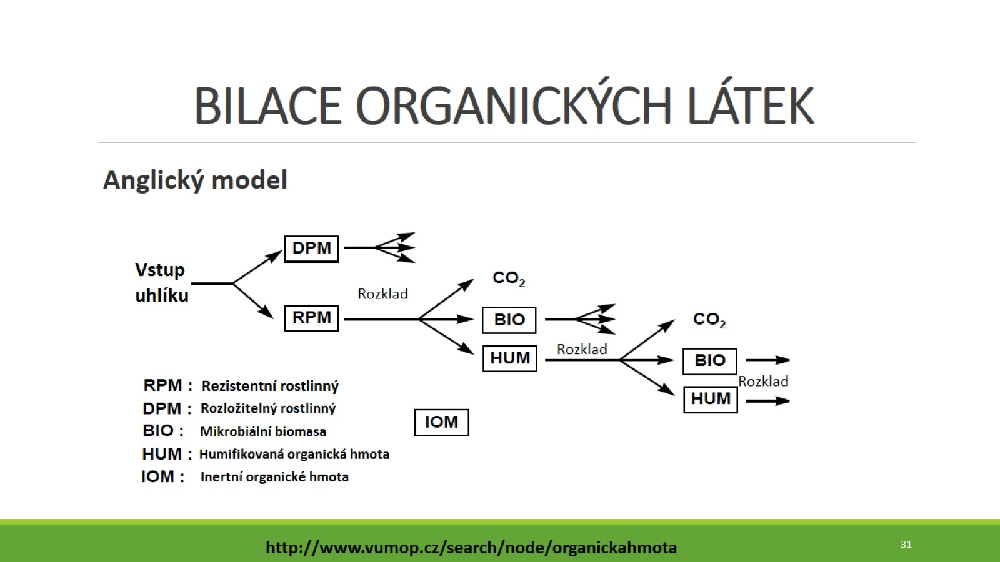 BILACE ORGANICKÝCH LÁTEK
Anglický model
Vstup
uhlíku
DPM
RPM
Rozklad
CO2
BIO
HUM
Rozklad
CO2
BIO
Rozklad
HUM
IOM
RPM : Rezistentní rostlinný
DPM : Rozložitelný rostlinný
BIO : Mikrobiální biomasa
HUM : Humifikovaná organická hmota
IOM : Inertní organické hmota
http://www.vumop.cz/search/node/organickahmota
31